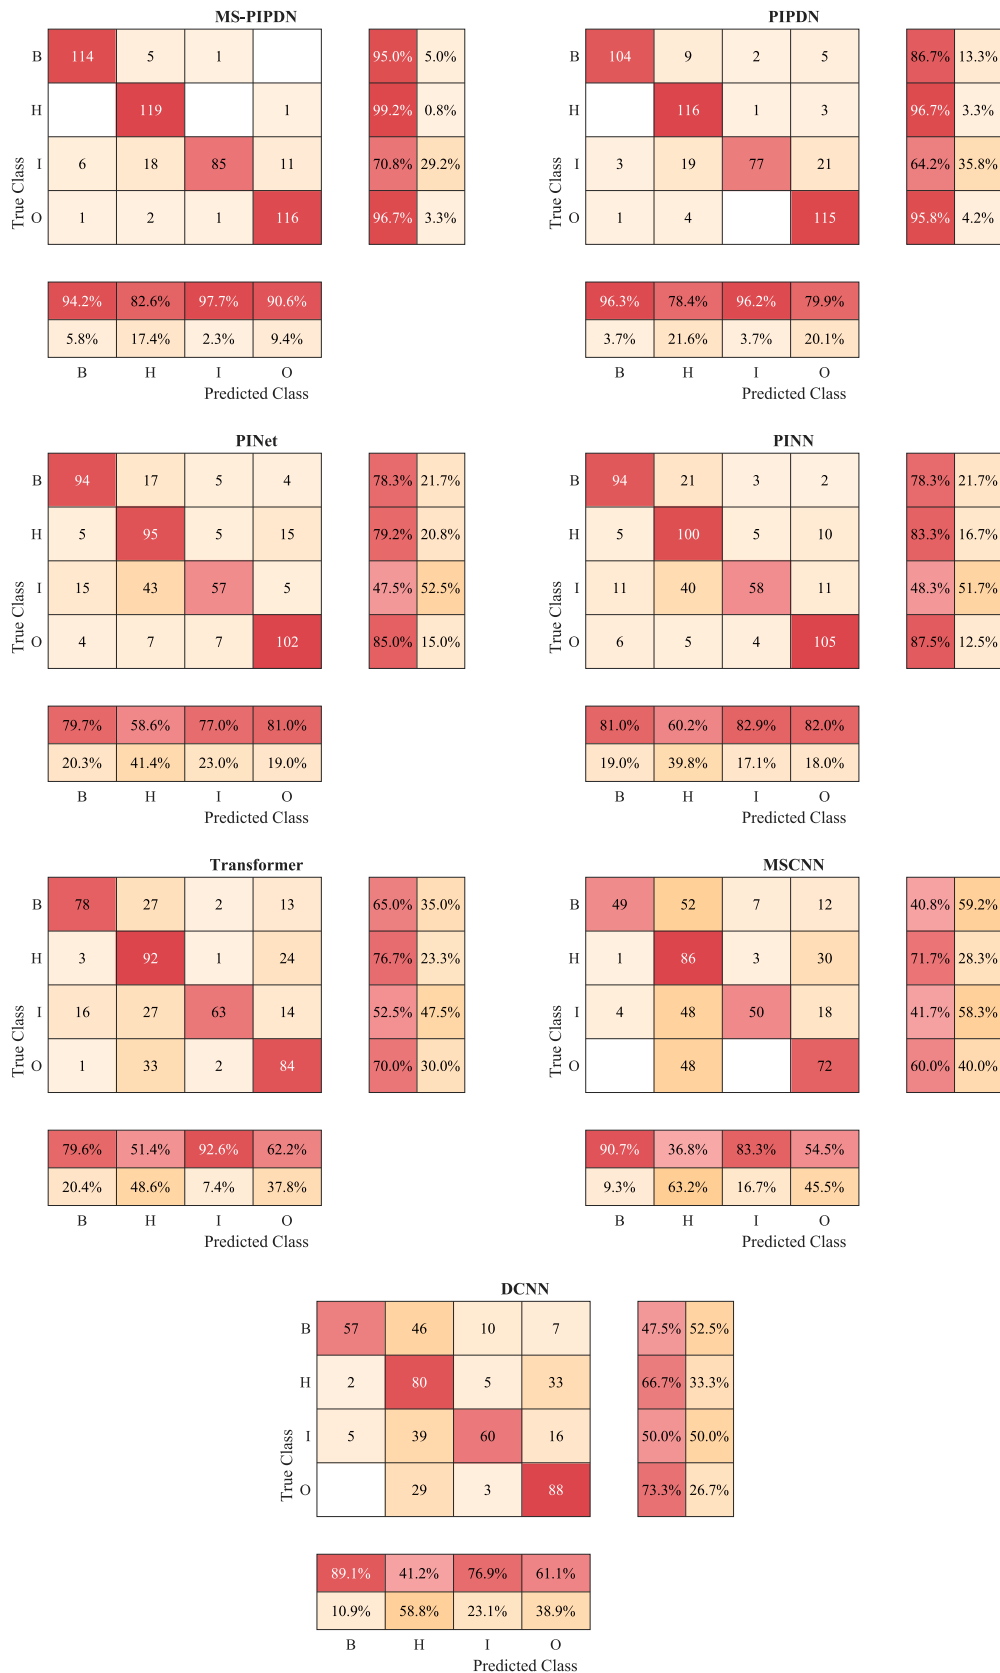 MS-PIPDN
B 114 5 1 95.0% 5.0%
H 119 1 99.2% 0.8%
I 6 18 85 11 70.8% 29.2%
O 1 2 1 116 96.7% 3.3%
True Class
94.2% 82.6% 97.7% 90.6%
5.8% 17.4% 2.3% 9.4%
B H I O
Predicted Class
PIPDN
104 9 2 5 86.7% 13.3%
B
H 116 1 3 96.7% 3.3%
I 3 19 77 21 64.2% 35.8%
O 1 4 115 95.8% 4.2%
True Class
96.3% 78.4% 96.2% 79.9%
3.7% 21.6% 3.7% 20.1%
B H I O
Predicted Class
PINet
B 94 17 5 4 78.3% 21.7%
H 5 95 5 15 79.2% 20.8%
I 15 43 57 5 47.5% 52.5%
O 4 7 7 102 85.0% 15.0%
True Class
79.7% 58.6% 77.0% 81.0%
20.3% 41.4% 23.0% 19.0%
B H I O
Predicted Class
PINN
B 94 21 3 2 78.3% 21.7%
H 5 100 5 10 83.3% 16.7%
I 11 40 58 11 48.3% 51.7%
O 6 5 4 105 87.5% 12.5%
True Class
81.0% 60.2% 82.9% 82.0%
19.0% 39.8% 17.1% 18.0%
B H I O
Predicted Class
Transformer
B 78 27 2 13 65.0% 35.0%
H 3 92 1 24 76.7% 23.3%
I 16 27 63 14 52.5% 47.5%
O 1 33 2 84 70.0% 30.0%
True Class
79.6% 51.4% 92.6% 62.2%
20.4% 48.6% 7.4% 37.8%
B H I O
Predicted Class
MSCNN
B 49 52 7 12 40.8% 59.2%
H 1 86 3 30 71.7% 28.3%
I 4 48 50 18 41.7% 58.3%
O 48 72 60.0% 40.0%
True Class
90.7% 36.8% 83.3% 54.5%
9.3% 63.2% 16.7% 45.5%
B H I O
Predicted Class
DCNN
B 57 46 10 7 47.5% 52.5%
H 2 80 5 33 66.7% 33.3%
I 5 39 60 16 50.0% 50.0%
O 29 3 88 73.3% 26.7%
True Class
89.1% 41.2% 76.9% 61.1%
10.9% 58.8% 23.1% 38.9%
B H I O
Predicted Class